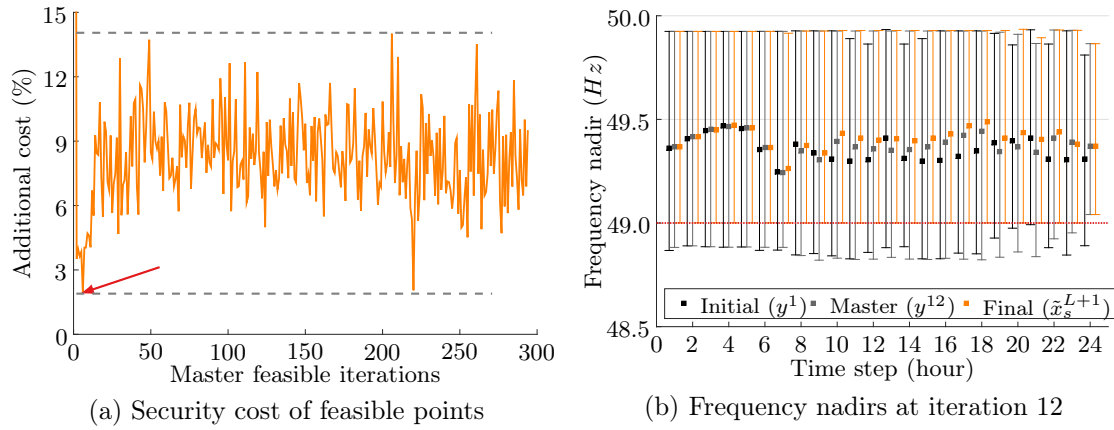 15
12
9
6
3
0
Additional cost (%)
0 50 100 150 200 250 300
Master feasible iterations
(a) Security cost of feasible points
50.0
49.5
49.0
48.5
Frequency nadir (Hz)
Initial (y¹) Master (y¹²) Final (x̃ₛᴸ⁺¹)
0 2 4 6 8 10 12 14 16 18 20 22 24
Time step (hour)
(b) Frequency nadirs at iteration 12